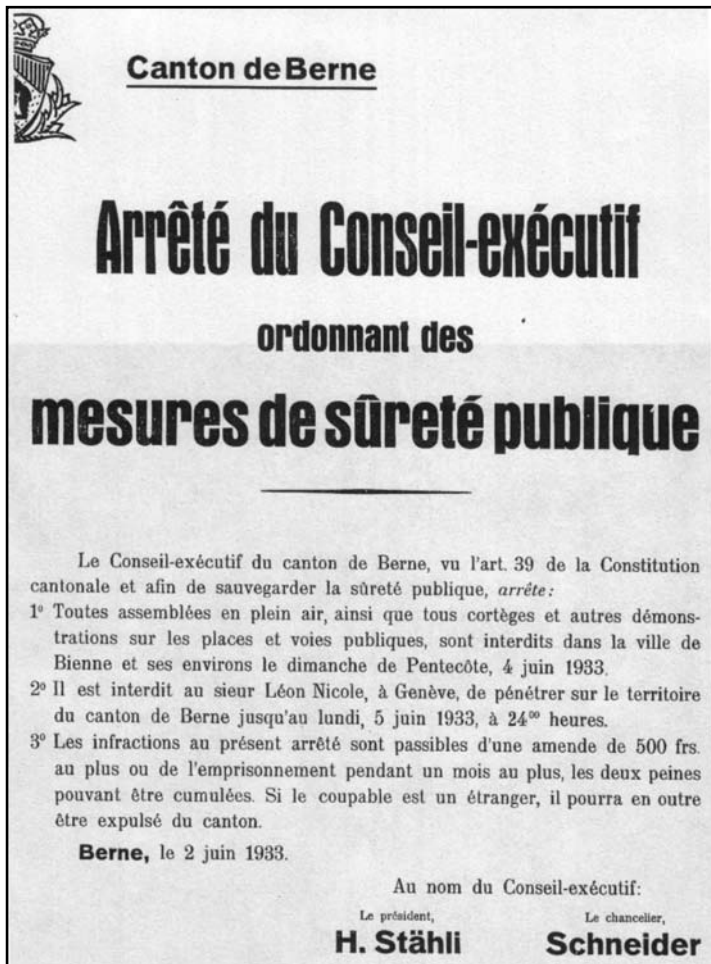 Canton de Berne
Arrêté du Conseil-exécutif
ordonnant des
mesures de sûreté publique
Le Conseil-exécutif du canton de Berne, vu l'art. 39 de la Constitution
cantonale et afin de sauvegarder la sûreté publique, arrête:
1º Toutes assemblées en plein air, ainsi que tous cortèges et autres démons-
trations sur les places et voies publiques, sont interdits dans la ville de
Bienne et ses environs le dimanche de Pentecôte, 4 juin 1933.
2º Il est interdit au sieur Léon Nicole, à Genève, de pénétrer sur le territoire
du canton de Berne jusqu'au lundi, 5 juin 1933, à 24⁰⁰ heures.
3º Les infractions au présent arrêté sont passibles d'une amende de 500 frs.
au plus ou de l'emprisonnement pendant un mois au plus, les deux peines
pouvant être cumulées. Si le coupable est un étranger, il pourra en outre
être expulsé du canton.
Berne, le 2 juin 1933.
Au nom du Conseil-exécutif:
Le président, Le chancelier,
H. Stähli Schneider